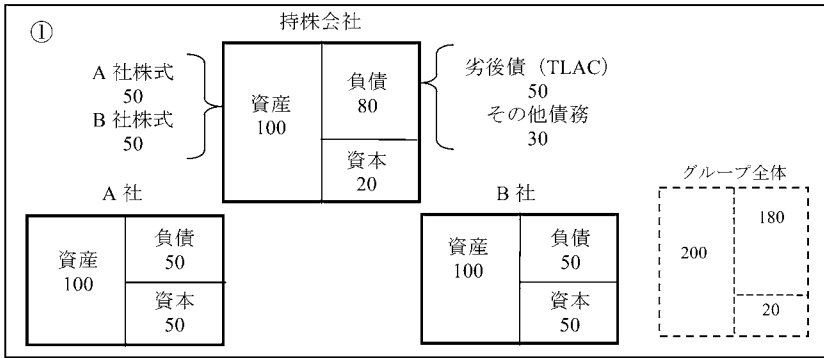 ①
持株会社
A 社株式
50
B 社株式
50
資産
100
負債
80
資本
20
劣後債（TLAC）
50
その他債務
30
A 社
資産
100
負債
50
資本
50
B 社
資産
100
負債
50
資本
50
グループ全体
200
180
20